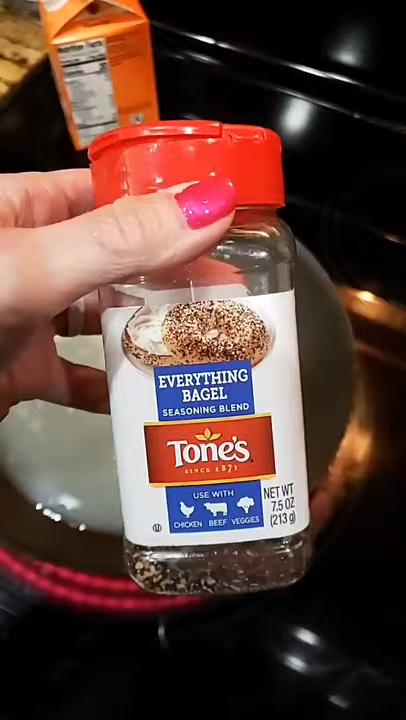 EVERYTHING
BAGEL
SEASONING BLEND
Tone's
SINCE 1873
USE WITH
CHICKEN BEEF VEGGIES
NET WT
7.5 OZ
(213 g)